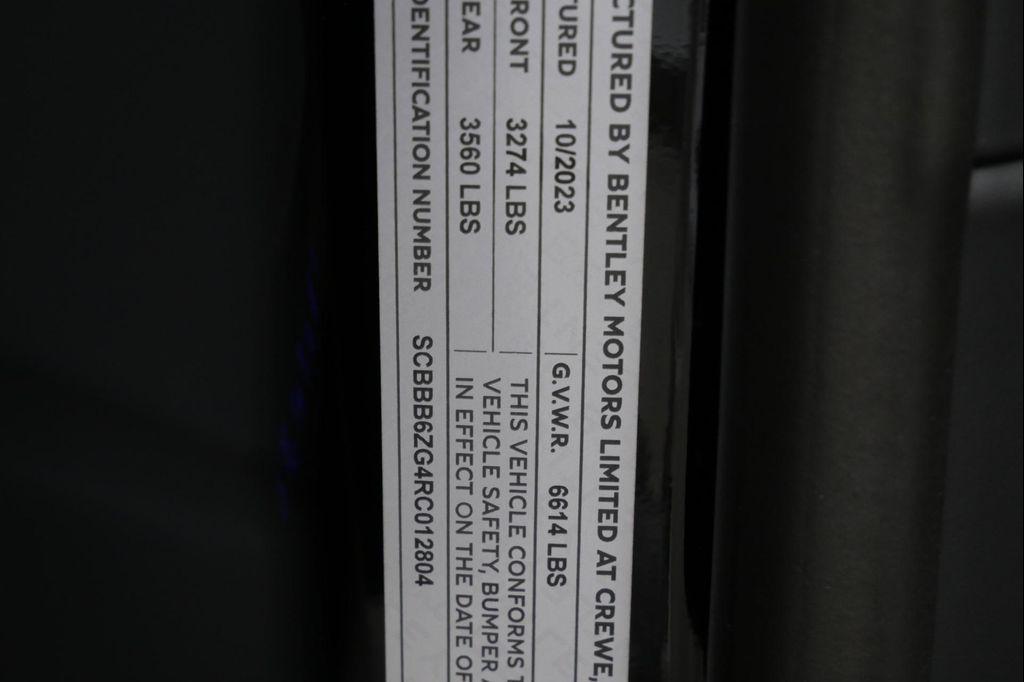 CTURED BY BENTLEY MOTORS LIMITED AT CREWE,
TURED 10/2023 G.V.W.R. 6614 LBS
FRONT 3274 LBS THIS VEHICLE CONFORMS T
EAR 3560 LBS VEHICLE SAFETY, BUMPER A
IN EFFECT ON THE DATE OF
DENTIFICATION NUMBER SCBBB6ZG4RC012804